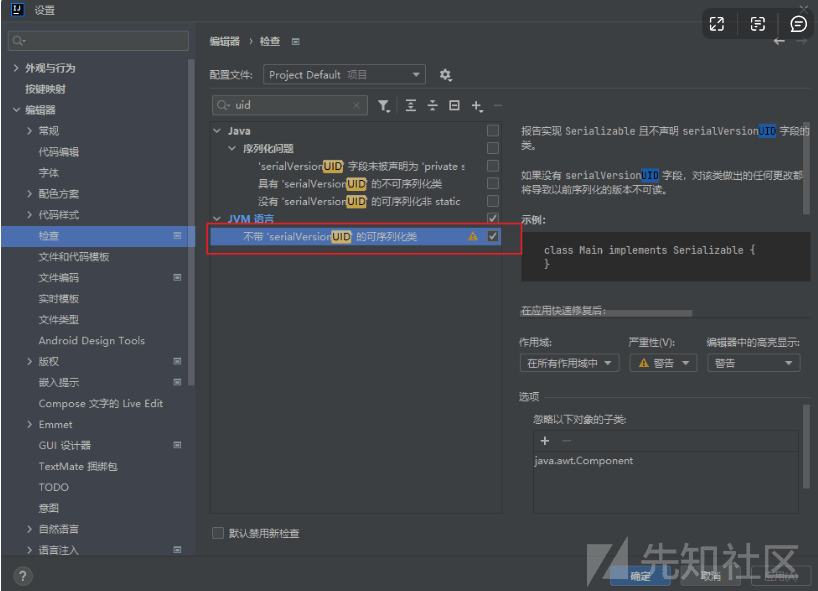 设置
外观与行为
按键映射
编辑器
常规
代码编辑
字体
配色方案
代码样式
检查
文件和代码模板
文件编码
实时模板
文件类型
Android Design Tools
版权
嵌入提示
Compose 文字的 Live Edit
Emmet
GUI 设计器
TextMate 捆绑包
TODO
意图
自然语言
语言注入
?
编辑器 › 检查
配置文件: Project Default 项目
uid
Java
序列化问题
'serialVersionUID' 字段未被声明为 'private s
具有 'serialVersionUID' 的不可序列化类
没有 'serialVersionUID' 的可序列化非 static
JVM 语言
不带 'serialVersionUID' 的可序列化类
默认禁用新检查
报告实现 Serializable 且不声明 serialVersionUID 字段的
类。
如果没有 serialVersionUID 字段，对该类做出的任何更改都
将导致以前序列化的版本不可读。
示例:
class Main implements Serializable {
}
在应用快速修复后:
作用域: 严重性(V): 编辑器中的高亮显示:
在所有作用域中 警告 警告
选项
忽略以下对象的子类:
java.awt.Component
确定 取消 应用(A)
先知社区